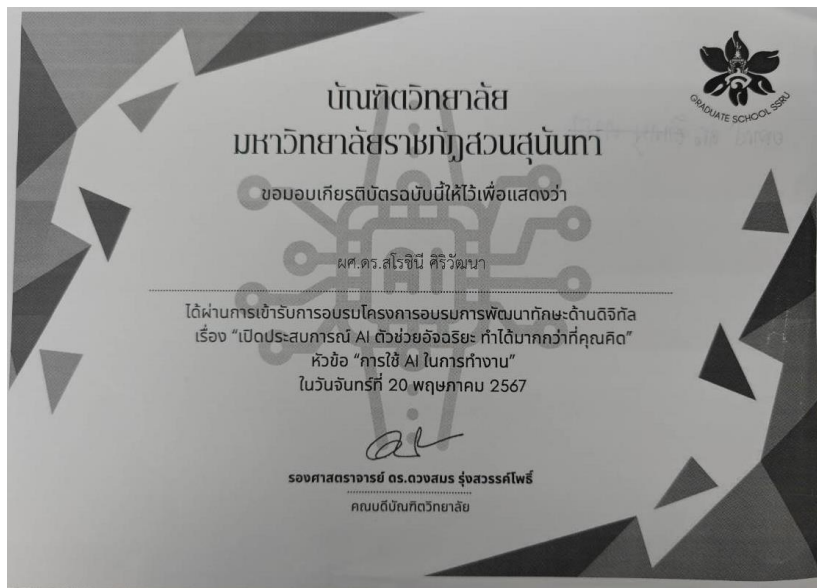 บัณฑิตวิทยาลัย
มหาวิทยาลัยราชภัฏสวนสุนันทา
GRADUATE SCHOOL SSRU
ขอมอบเกียรติบัตรฉบับนี้ให้ไว้เพื่อแสดงว่า
Ai
ผศ.ดร.สโรชินี ศิริวัฒนา
ได้ผ่านการเข้ารับการอบรมโครงการอบรมการพัฒนาทักษะด้านดิจิทัล
เรื่อง “เปิดประสบการณ์ AI ตัวช่วยอัจฉริยะ ทำได้มากกว่าที่คุณคิด”
หัวข้อ “การใช้ AI ในการทำงาน”
ในวันจันทร์ที่ 20 พฤษภาคม 2567
รองศาสตราจารย์ ดร.ดวงสมร รุ่งสวรรค์โพธิ์
คณบดีบัณฑิตวิทยาลัย